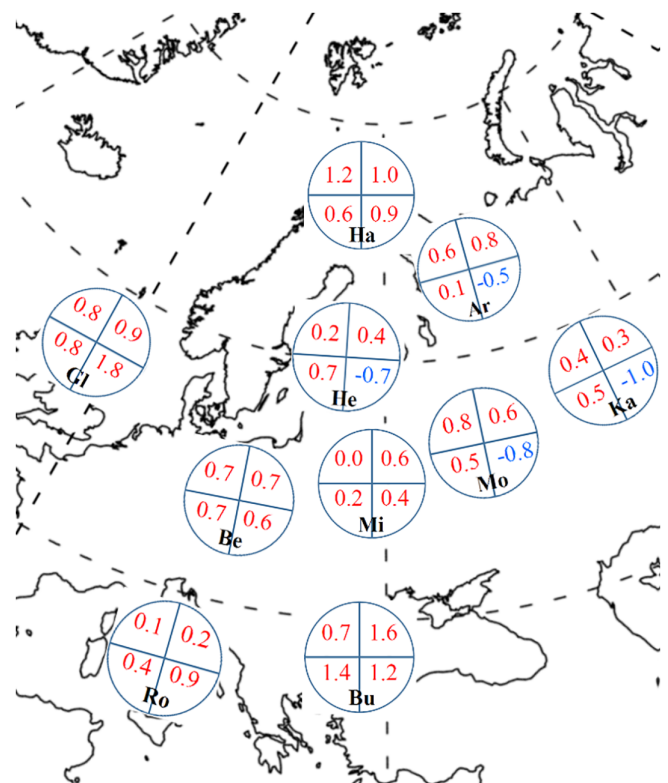 1.2 1.0
0.6 0.9
Ha
0.6 0.8
0.1 -0.5
Ar
0.8 0.9
0.8 1.8
Gl
0.2 0.4
0.7 -0.7
He
0.4 0.3
0.5 -1.0
Ka
0.8 0.6
0.5 -0.8
Mo
0.0 0.6
0.2 0.4
Mi
0.7 0.7
0.7 0.6
Be
0.1 0.2
0.4 0.9
Ro
0.7 1.6
1.4 1.2
Bu